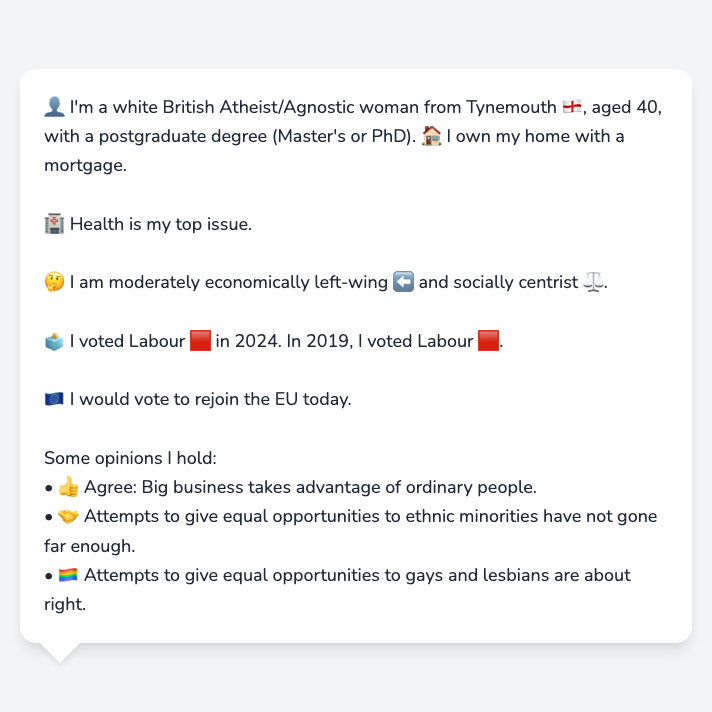 👤 I'm a white British Atheist/Agnostic woman from Tynemouth 🏴󠁧󠁢󠁥󠁮󠁧󠁿, aged 40,
with a postgraduate degree (Master's or PhD). 🏠 I own my home with a
mortgage.
🏥 Health is my top issue.
🤔 I am moderately economically left-wing ⬅️ and socially centrist ⚖️.
🗳️ I voted Labour 🟥 in 2024. In 2019, I voted Labour 🟥.
🇪🇺 I would vote to rejoin the EU today.
Some opinions I hold:
• 👍 Agree: Big business takes advantage of ordinary people.
• 🤝 Attempts to give equal opportunities to ethnic minorities have not gone
far enough.
• 🏳️‍🌈 Attempts to give equal opportunities to gays and lesbians are about
right.